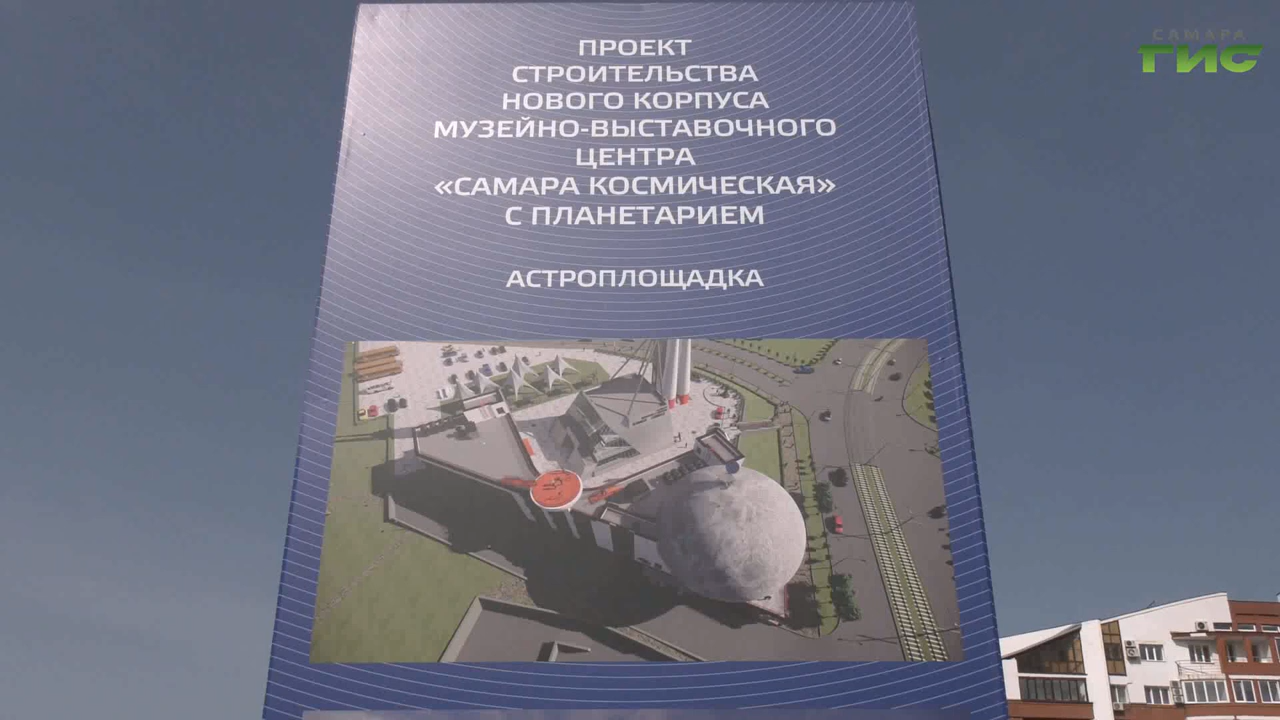 САМАРА
ГИС
ПРОЕКТ
СТРОИТЕЛЬСТВА
НОВОГО КОРПУСА
МУЗЕЙНО-ВЫСТАВОЧНОГО
ЦЕНТРА
«САМАРА КОСМИЧЕСКАЯ»
С ПЛАНЕТАРИЕМ
АСТРОПЛОЩАДКА